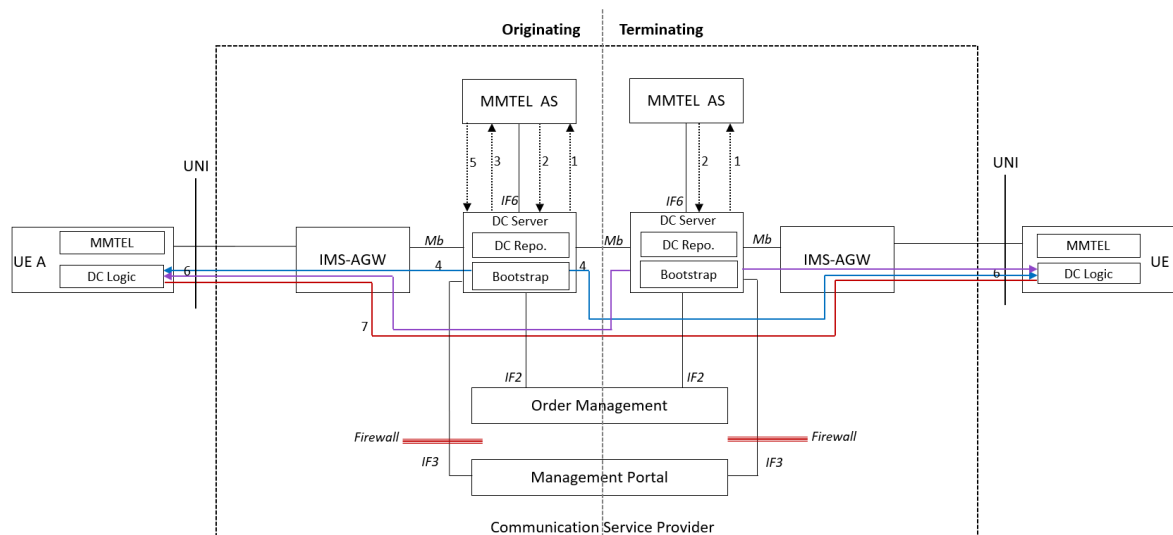 Originating Terminating
MMTEL AS
MMTEL AS
5 3 2 1
2 1
UNI
UNI
IF6
IF6
DC Server
DC Server
MMTEL
UE A
DC Logic
IMS-AGW
Mb
DC Repo.
Bootstrap
Mb
DC Repo.
Bootstrap
Mb
IMS-AGW
MMTEL
UE
DC Logic
6
4
4
6
7
IF2
IF2
Order Management
Firewall
Firewall
IF3
IF3
Management Portal
Communication Service Provider